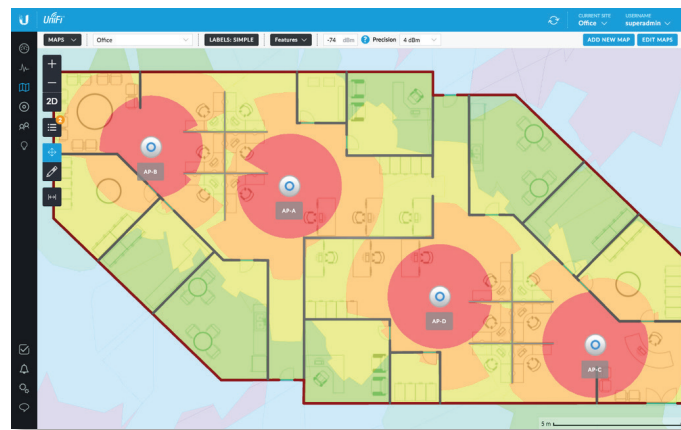 UniFi
CURRENT SITE
Office
USERNAME
superadmin
MAPS
Office
LABELS: SIMPLE
Features
-74 dBm
? Precision
4 dBm
ADD NEW MAP
EDIT MAPS
+
−
2D
2
AP-B
AP-A
AP-D
AP-C
5 m